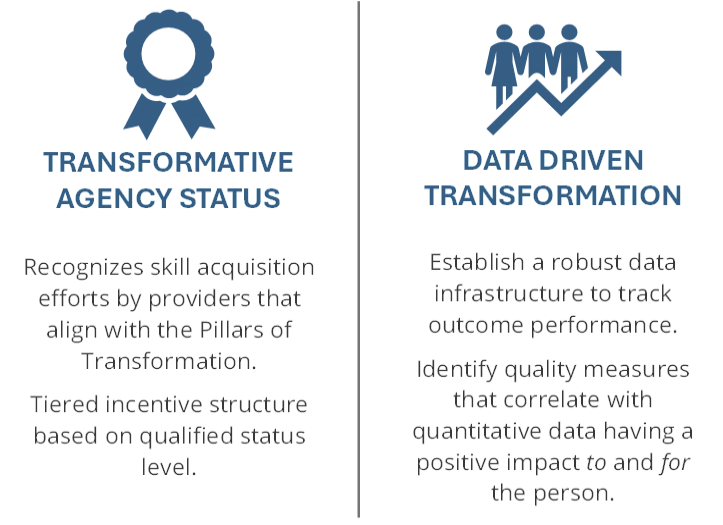 TRANSFORMATIVE
AGENCY STATUS
Recognizes skill acquisition
efforts by providers that
align with the Pillars of
Transformation.
Tiered incentive structure
based on qualified status
level.
DATA DRIVEN
TRANSFORMATION
Establish a robust data
infrastructure to track
outcome performance.
Identify quality measures
that correlate with
quantitative data having a
positive impact to and for
the person.